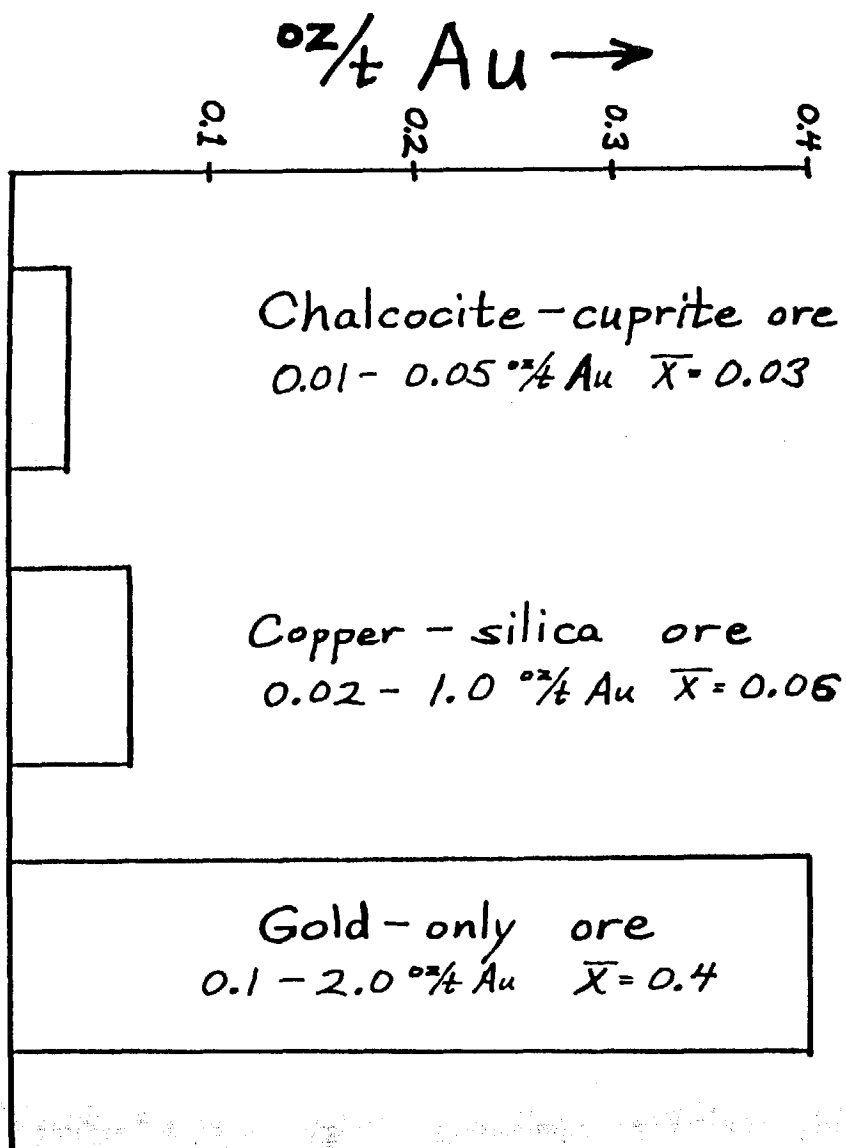 oz/t Au →
0.1 0.2 0.3 0.4
Chalcocite-cuprite ore
0.01 - 0.05 oz/t Au X̄ = 0.03
Copper - silica ore
0.02 - 1.0 oz/t Au X̄ = 0.06
Gold-only ore
0.1 - 2.0 oz/t Au X̄ = 0.4